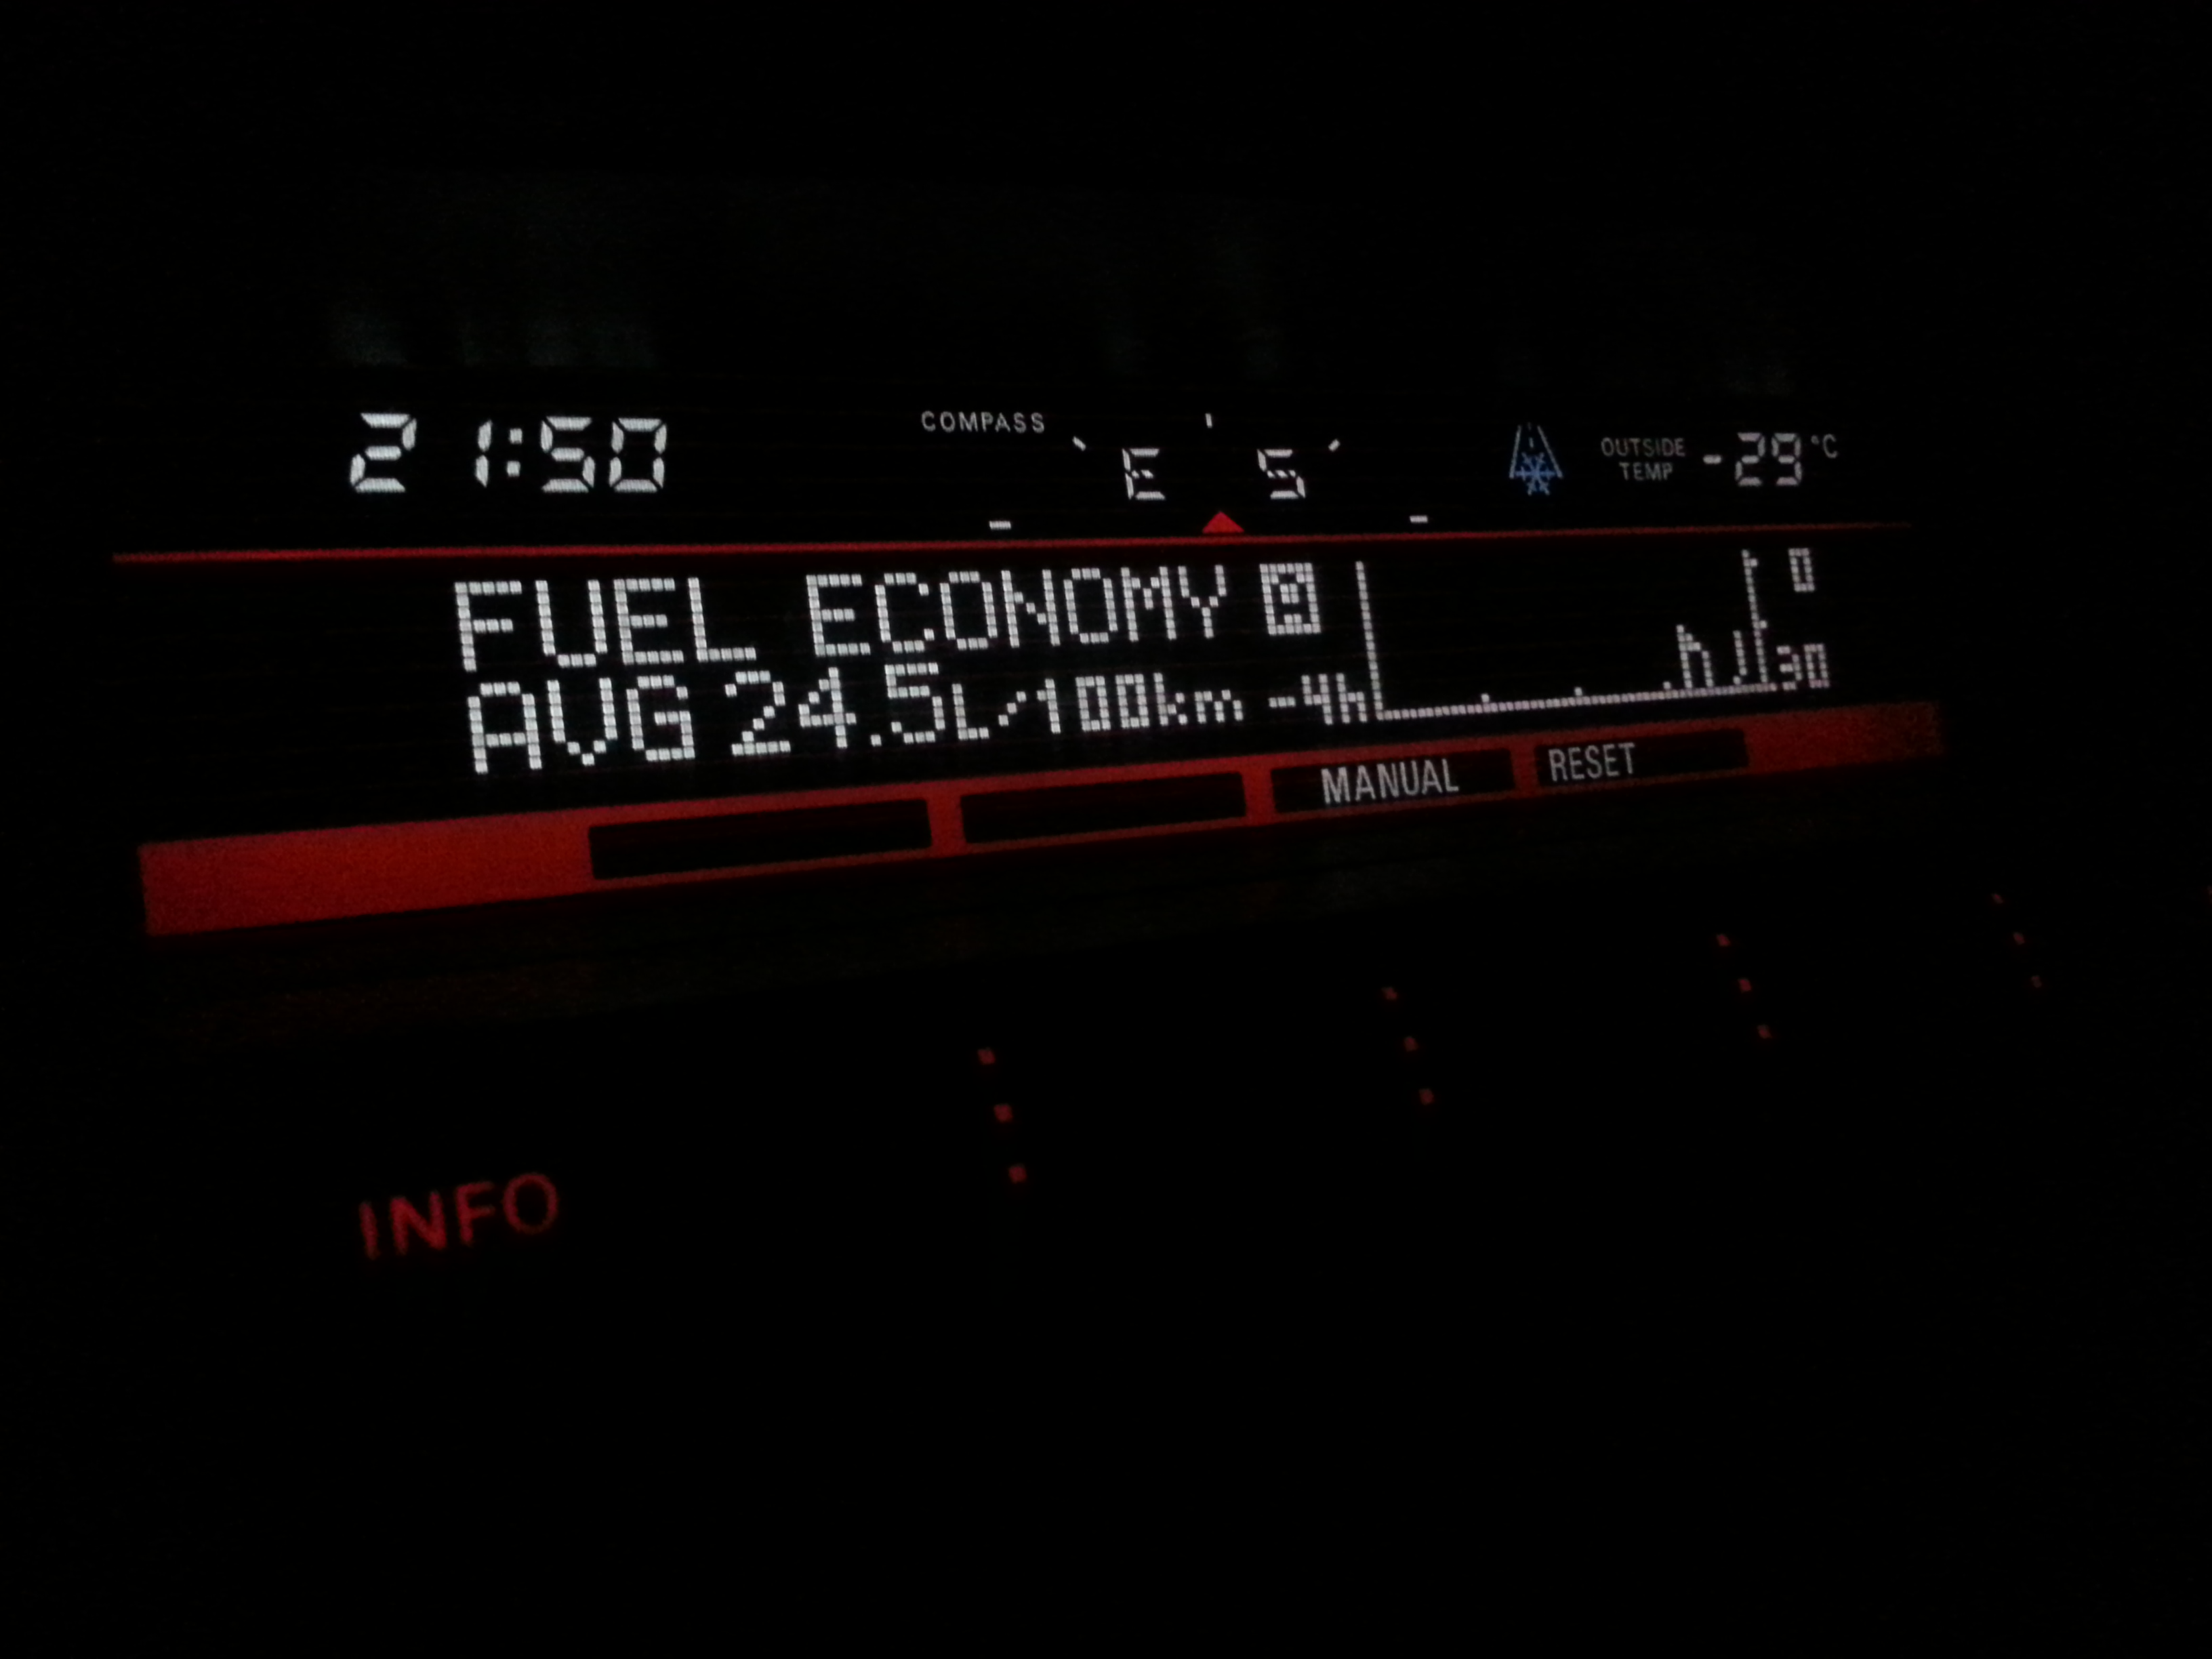 21:50
COMPASS
E S
OUTSIDE
TEMP
-29°C
FUEL ECONOMY A
AVG 24.5L/100km
-4h
0
30
MANUAL
RESET
INFO